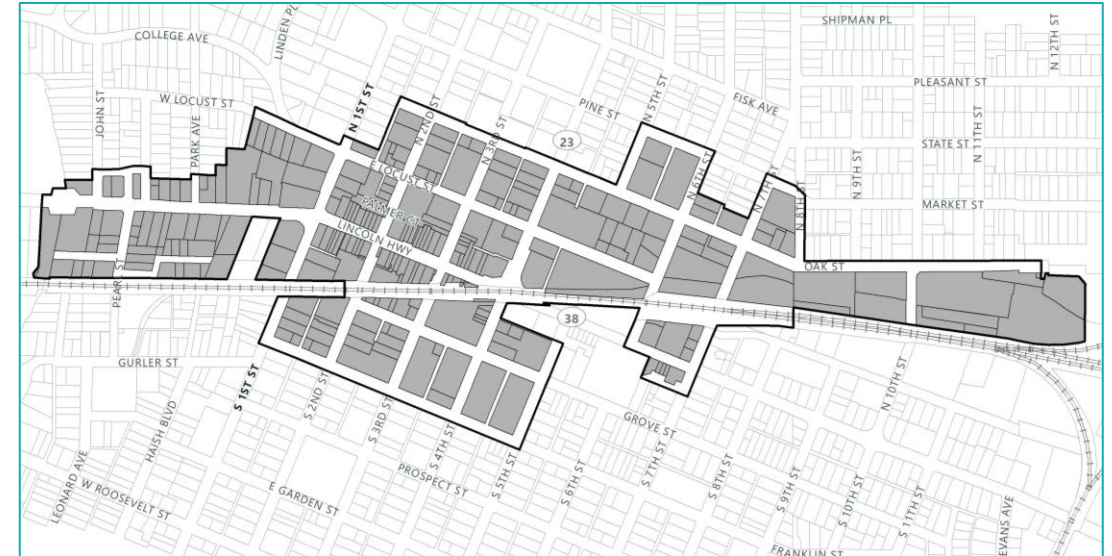 SHIPMAN PL
COLLEGE AVE
LINDEN PL
N 12TH ST
PLEASANT ST
W LOCUST ST
JOHN ST
N 1ST ST
N 2ND ST
PINE ST
N 5TH ST
FISK AVE
PARK AVE
N 3RD ST
23
STATE ST
N 11TH ST
E LOCUST ST
N 6TH ST
N 7TH ST
N 9TH ST
N 8TH ST
MARKET ST
PALMER CT
LINCOLN HWY
OAK ST
PEARL ST
38
GURLER ST
S 1ST ST
S 2ND ST
HAISH BLVD
S 3RD ST
N 10TH ST
GROVE ST
S 4TH ST
S 5TH ST
PROSPECT ST
S 6TH ST
S 7TH ST
S 8TH ST
LEONARD AVE
W ROOSEVELT ST
E GARDEN ST
S 9TH ST
S 10TH ST
S 11TH ST
EVANS AVE
FRANKLIN ST